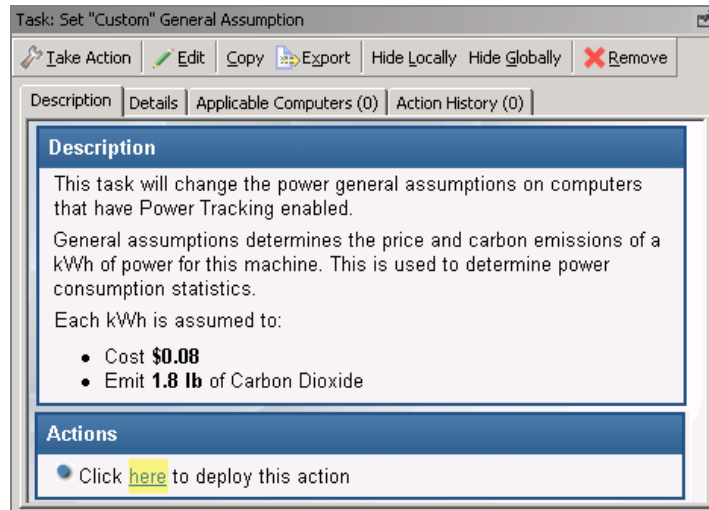 Task: Set "Custom" General Assumption
Take Action Edit Copy Export Hide Locally Hide Globally Remove
Description Details Applicable Computers (0) Action History (0)
Description
This task will change the power general assumptions on computers
that have Power Tracking enabled.
General assumptions determines the price and carbon emissions of a
kWh of power for this machine. This is used to determine power
consumption statistics.
Each kWh is assumed to:
• Cost $0.08
• Emit 1.8 lb of Carbon Dioxide
Actions
Click here to deploy this action